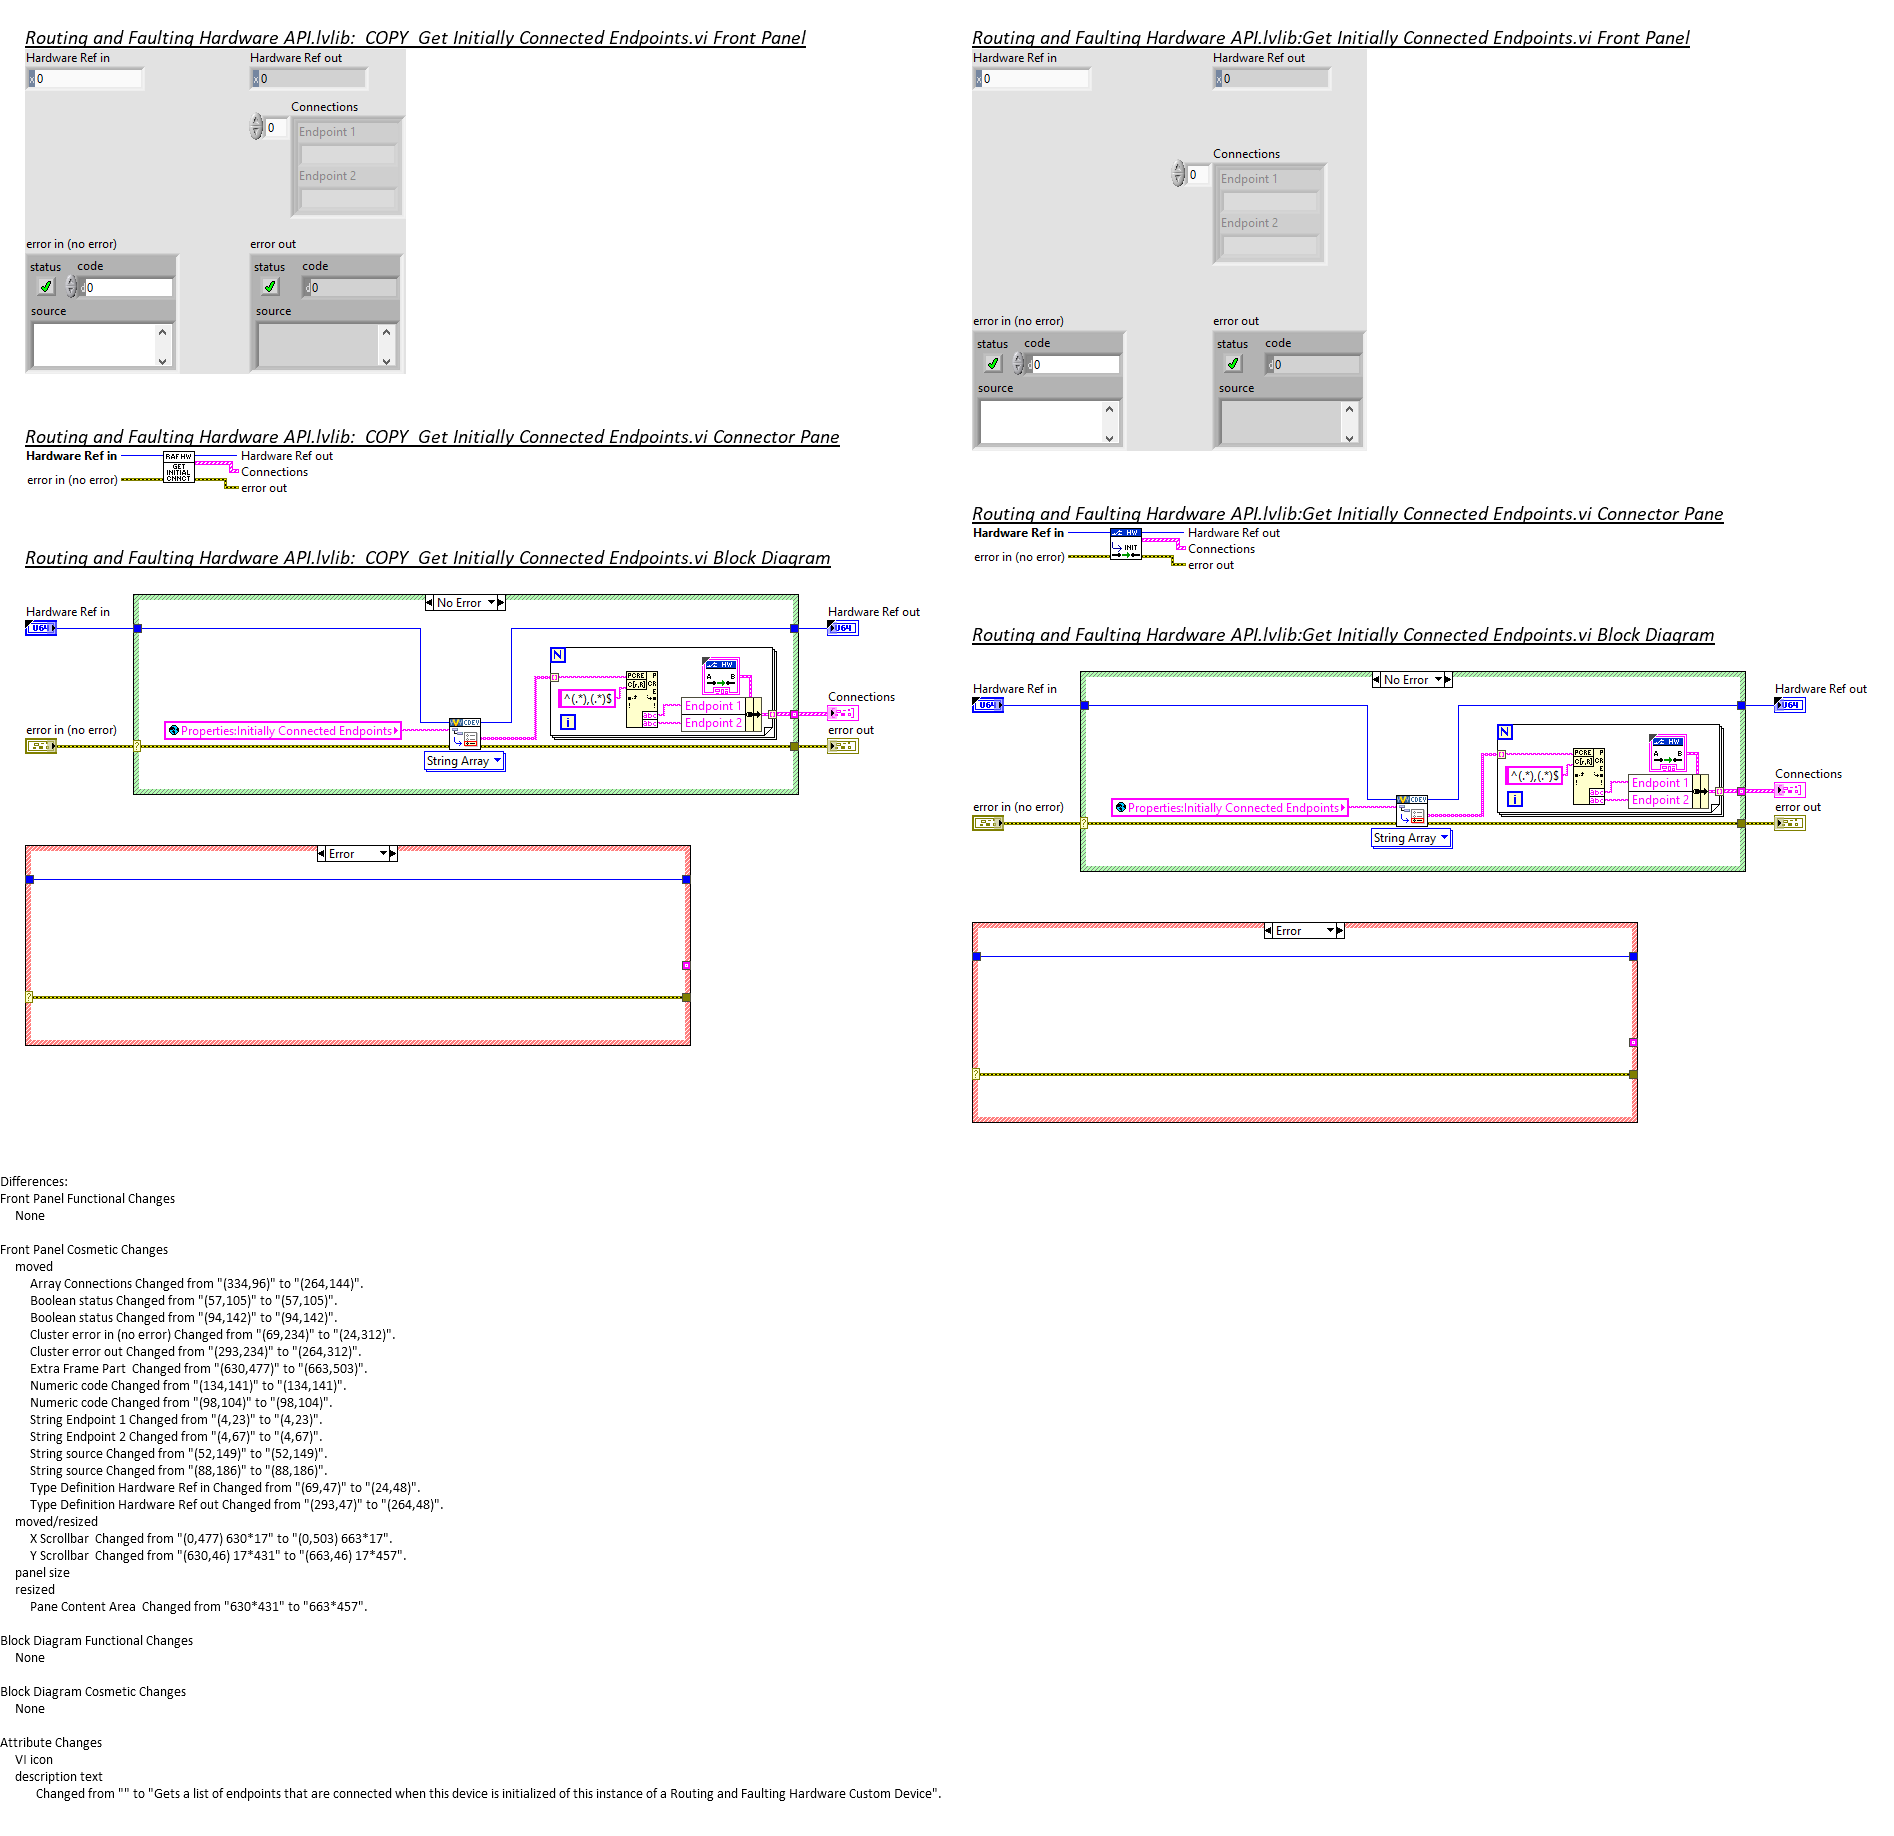 Routing and Faulting Hardware API.lvlib:_COPY_Get Initially Connected Endpoints.vi Front Panel
Hardware Ref in
Hardware Ref out
x 0
x 0
Connections
0
Endpoint 1
Endpoint 2
error in (no error)
error out
status code
status code
d 0
d 0
source
source
Routing and Faulting Hardware API.lvlib:_COPY_Get Initially Connected Endpoints.vi Connector Pane
Hardware Ref in
RAF HW
GET
INITIAL
CNNCT
Hardware Ref out
Connections
error in (no error)
error out
Routing and Faulting Hardware API.lvlib:_COPY_Get Initially Connected Endpoints.vi Block Diagram
No Error
Hardware Ref in
Hardware Ref out
U64
U64
N
PCRE
HW
A B
^(.*),(.*)$
i
abc
abc
Endpoint 1
Endpoint 2
Connections
error in (no error)
error out
Properties:Initially Connected Endpoints
CDEV
String Array
?
Error
?
Routing and Faulting Hardware API.lvlib:Get Initially Connected Endpoints.vi Front Panel
Hardware Ref in
Hardware Ref out
x 0
x 0
Connections
0
Endpoint 1
Endpoint 2
error in (no error)
error out
status code
status code
d 0
d 0
source
source
Routing and Faulting Hardware API.lvlib:Get Initially Connected Endpoints.vi Connector Pane
Hardware Ref in
HW
INIT
Hardware Ref out
Connections
error in (no error)
error out
Routing and Faulting Hardware API.lvlib:Get Initially Connected Endpoints.vi Block Diagram
No Error
Hardware Ref in
Hardware Ref out
U64
U64
N
PCRE
HW
A B
^(.*),(.*)$
i
abc
abc
Endpoint 1
Endpoint 2
Connections
error in (no error)
error out
Properties:Initially Connected Endpoints
CDEV
String Array
?
Error
?
Differences:
Front Panel Functional Changes
None
Front Panel Cosmetic Changes
moved
Array Connections Changed from "(334,96)" to "(264,144)".
Boolean status Changed from "(57,105)" to "(57,105)".
Boolean status Changed from "(94,142)" to "(94,142)".
Cluster error in (no error) Changed from "(69,234)" to "(24,312)".
Cluster error out Changed from "(293,234)" to "(264,312)".
Extra Frame Part  Changed from "(630,477)" to "(663,503)".
Numeric code Changed from "(134,141)" to "(134,141)".
Numeric code Changed from "(98,104)" to "(98,104)".
String Endpoint 1 Changed from "(4,23)" to "(4,23)".
String Endpoint 2 Changed from "(4,67)" to "(4,67)".
String source Changed from "(52,149)" to "(52,149)".
String source Changed from "(88,186)" to "(88,186)".
Type Definition Hardware Ref in Changed from "(69,47)" to "(24,48)".
Type Definition Hardware Ref out Changed from "(293,47)" to "(264,48)".
moved/resized
X Scrollbar  Changed from "(0,477) 630*17" to "(0,503) 663*17".
Y Scrollbar  Changed from "(630,46) 17*431" to "(663,46) 17*457".
panel size
resized
Pane Content Area  Changed from "630*431" to "663*457".
Block Diagram Functional Changes
None
Block Diagram Cosmetic Changes
None
Attribute Changes
VI icon
description text
Changed from "" to "Gets a list of endpoints that are connected when this device is initialized of this instance of a Routing and Faulting Hardware Custom Device".